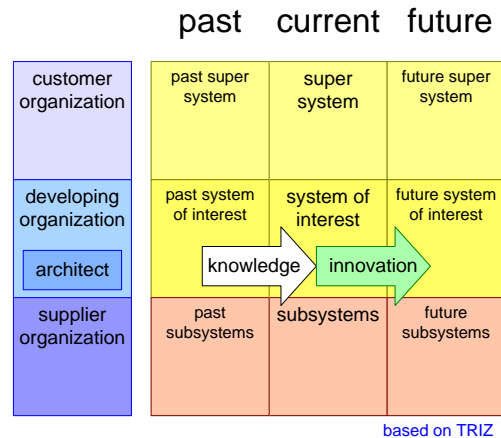 past current future
customer
organization
past super
system
super
system
future super
system
developing
organization
past system
of interest
system of
interest
future system
of interest
architect
knowledge
innovation
supplier
organization
past
subsystems
subsystems
future
subsystems
based on TRIZ